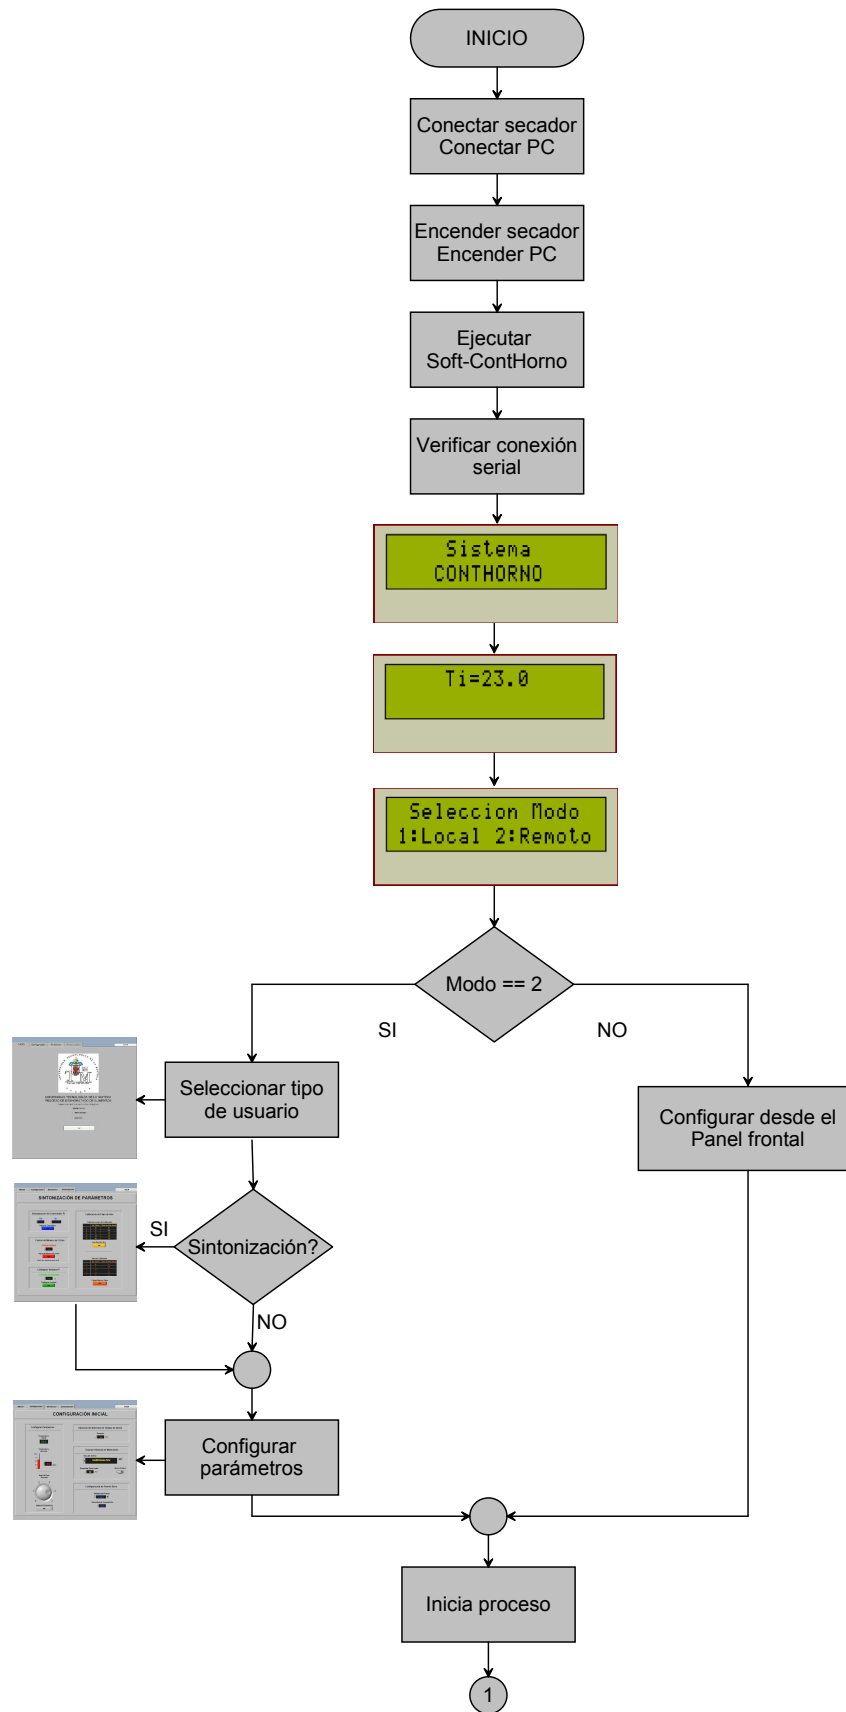 INICIO
Conectar secador
Conectar PC
Encender secador
Encender PC
Ejecutar
Soft-ContHorno
Verificar conexión
serial
Sistema
CONTHORNO
Ti=23.0
Seleccion Modo
1:Local 2:Remoto
Modo == 2
SI
NO
Seleccionar tipo
de usuario
Configurar desde el
Panel frontal
SINTONIZACIÓN DE PARÁMETROS
SI
Sintonización?
NO
CONFIGURACIÓN INICIAL
Configurar
parámetros
Inicia proceso
1